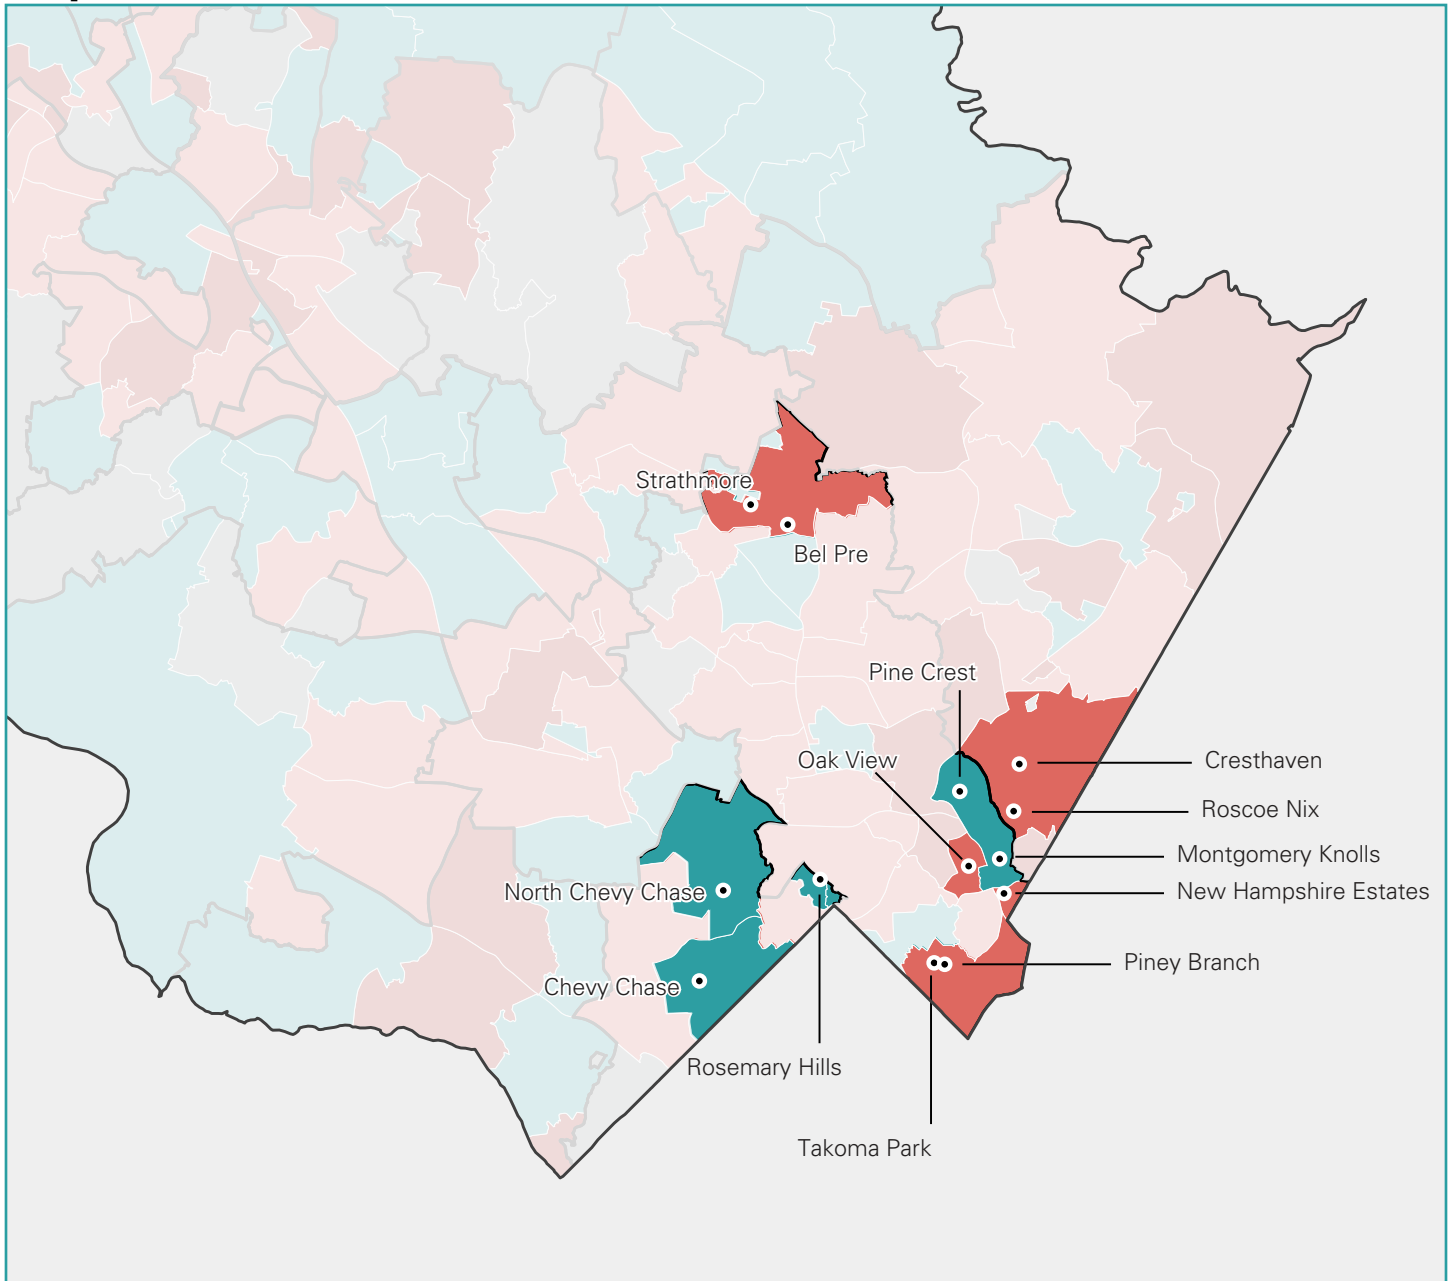 Strathmore
Bel Pre
Pine Crest
Oak View
Cresthaven
Roscoe Nix
Montgomery Knolls
New Hampshire Estates
North Chevy Chase
Piney Branch
Chevy Chase
Rosemary Hills
Takoma Park